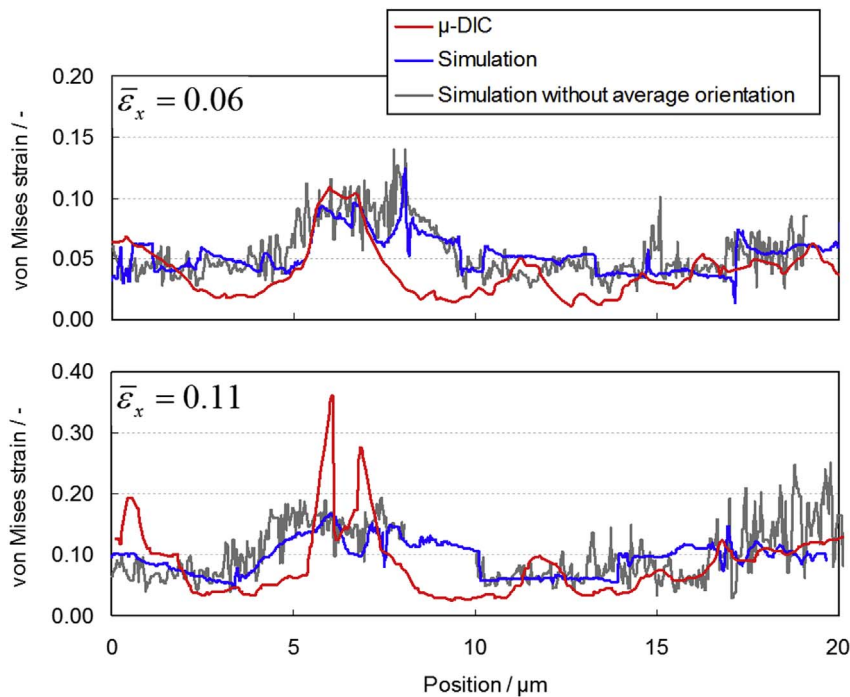 μ-DIC
Simulation
Simulation without average orientation
0.20
0.15
0.10
0.05
0.00
von Mises strain / -
ε̅ₓ = 0.06
0.40
0.30
0.20
0.10
0.00
von Mises strain / -
ε̅ₓ = 0.11
0 5 10 15 20
Position / μm